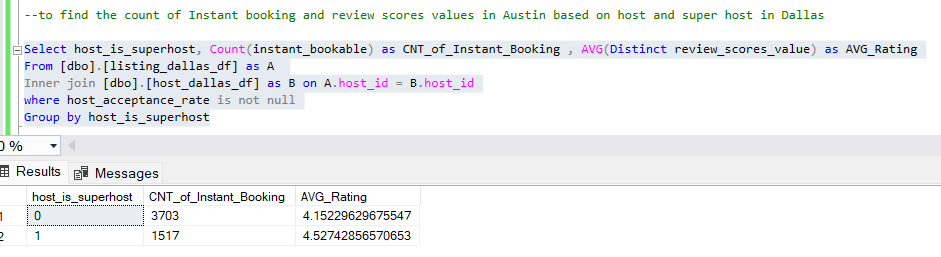 --to find the count of Instant booking and review scores values in Austin based on host and super host in Dallas
Select host_is_superhost, Count(instant_bookable) as CNT_of_Instant_Booking , AVG(Distinct review_scores_value) as AVG_Rating
From [dbo].[listing_dallas_df] as A
Inner join [dbo].[host_dallas_df] as B on A.host_id = B.host_id
where host_acceptance_rate is not null
Group by host_is_superhost
0 %
Results Messages
host_is_superhost CNT_of_Instant_Booking AVG_Rating
1 0 3703 4.15229629675547
2 1 1517 4.52742856570653